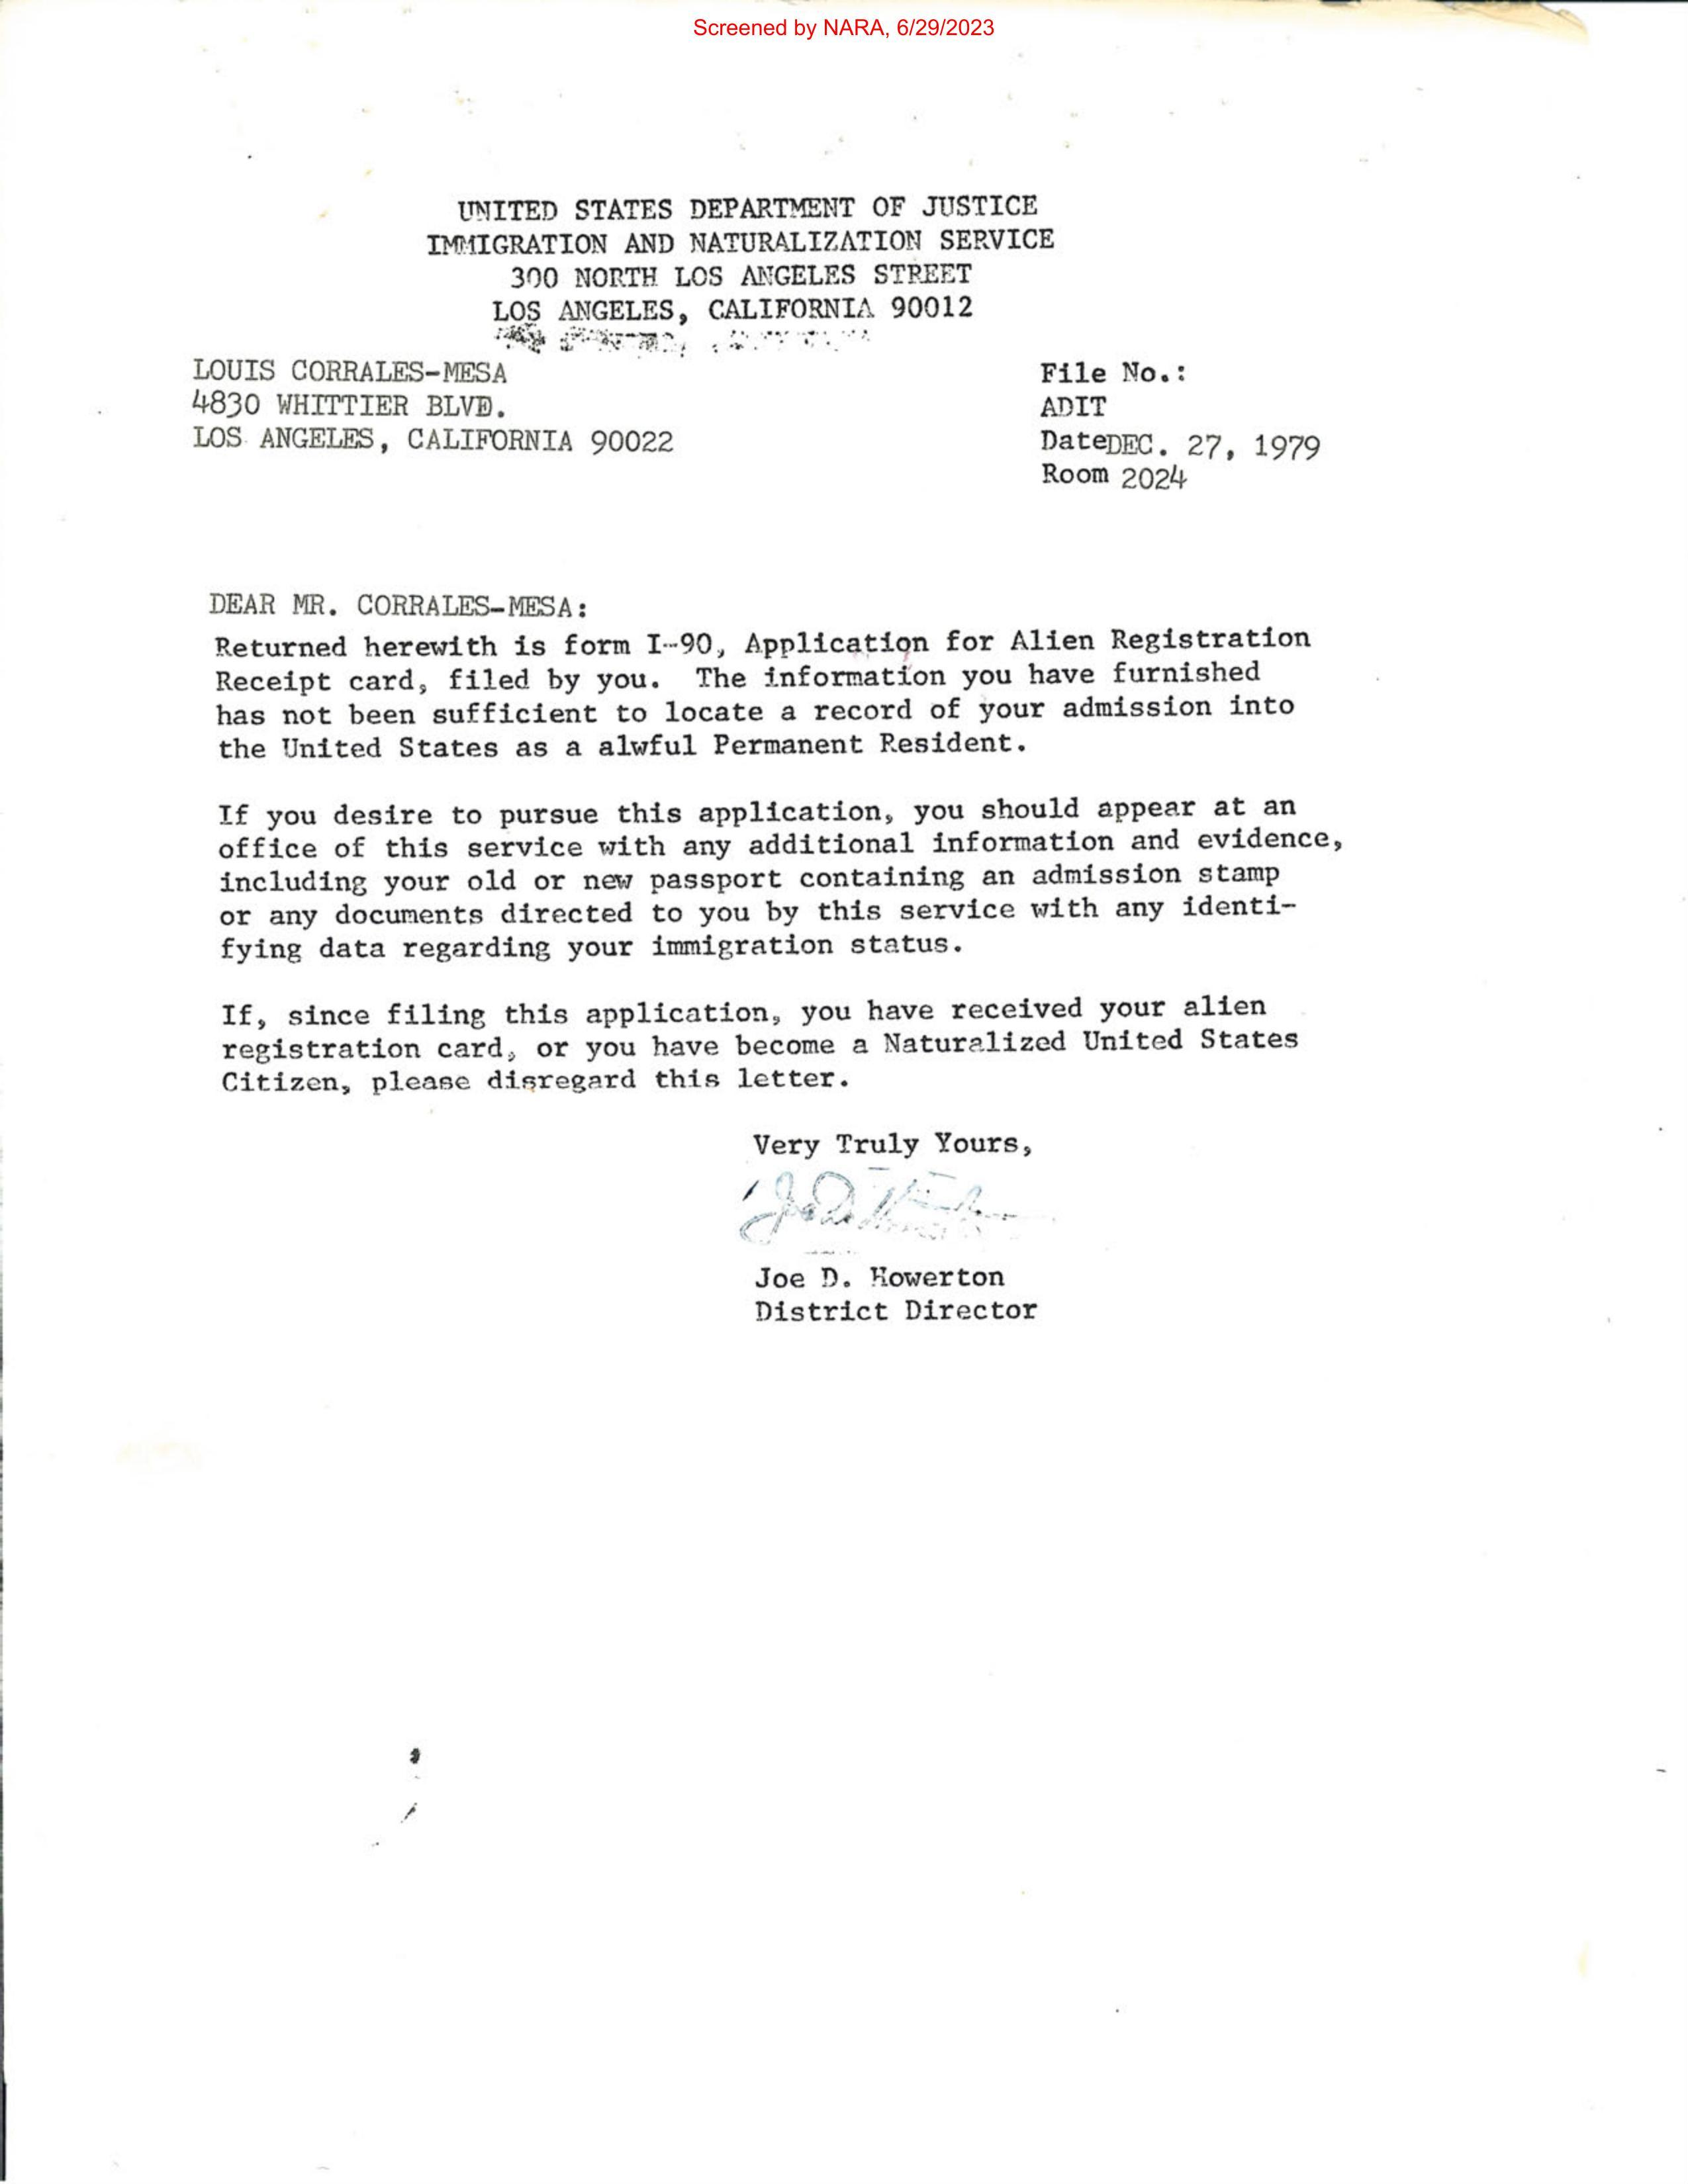 Screened by NARA, 6/29/2023
UNITED STATES DEPARTMENT OF JUSTICE
IMMIGRATION AND NATURALIZATION SERVICE
300 NORTH LOS ANGELES STREET
LOS ANGELES, CALIFORNIA 90012
LOUIS CORRALES-MESA
4830 WHITTIER BLVD.
LOS ANGELES, CALIFORNIA 90022
File No.:
ADIT
DateDEC. 27, 1979
Room 2024
DEAR MR. CORRALES-MESA:
Returned herewith is form I-90, Application for Alien Registration
Receipt card, filed by you. The information you have furnished
has not been sufficient to locate a record of your admission into
the United States as a alwful Permanent Resident.
If you desire to pursue this application, you should appear at an
office of this service with any additional information and evidence,
including your old or new passport containing an admission stamp
or any documents directed to you by this service with any identi-
fying data regarding your immigration status.
If, since filing this application, you have received your alien
registration card, or you have become a Naturalized United States
Citizen, please disregard this letter.
Very Truly Yours,
Joe D. Howerton
District Director